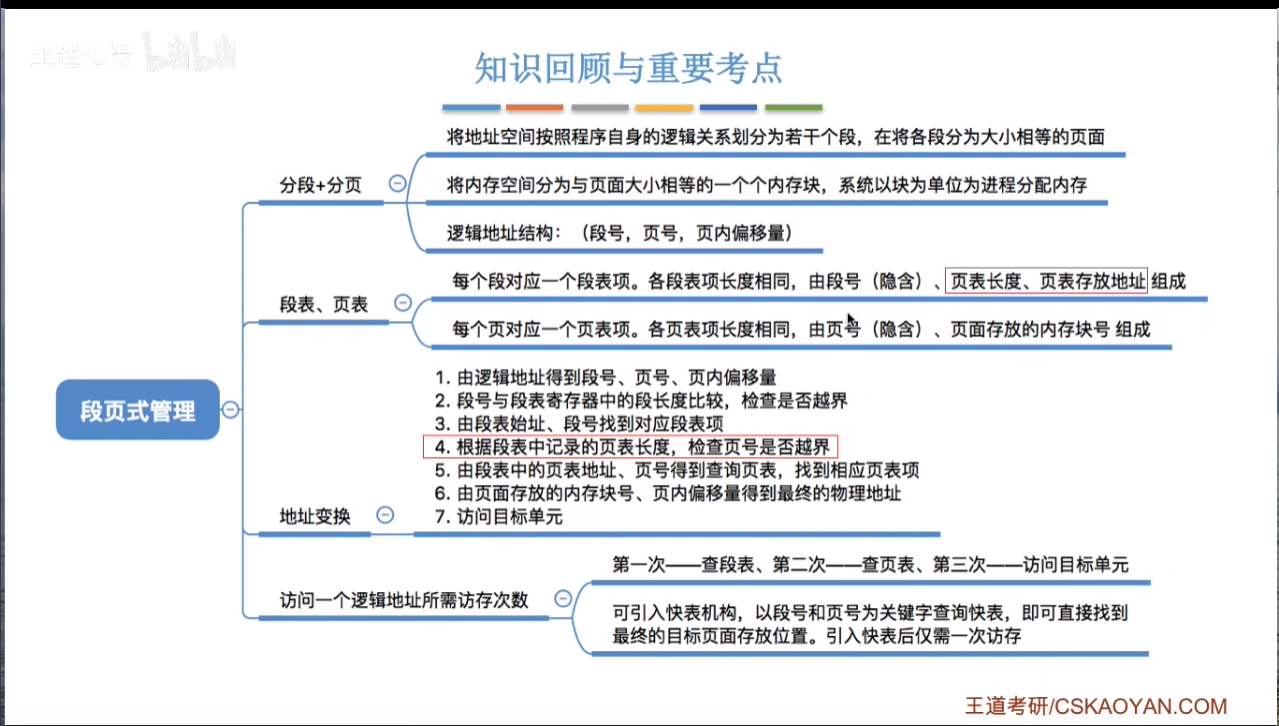 王道论坛 bilibili
知识回顾与重要考点
将地址空间按照程序自身的逻辑关系划分为若干个段，在将各段分为大小相等的页面
分段+分页
将内存空间分为与页面大小相等的一个个内存块，系统以块为单位为进程分配内存
逻辑地址结构：（段号，页号，页内偏移量）
每个段对应一个段表项。各段表项长度相同，由段号（隐含）、页表长度、页表存放地址 组成
段表、页表
每个页对应一个页表项。各页表项长度相同，由页号（隐含）、页面存放的内存块号 组成
段页式管理
1. 由逻辑地址得到段号、页号、页内偏移量
2. 段号与段表寄存器中的段长度比较，检查是否越界
3. 由段表始址、段号找到对应段表项
4. 根据段表中记录的页表长度，检查页号是否越界
5. 由段表中的页表地址、页号得到查询页表，找到相应页表项
6. 由页面存放的内存块号、页内偏移量得到最终的物理地址
7. 访问目标单元
地址变换
第一次——查段表、第二次——查页表、第三次——访问目标单元
访问一个逻辑地址所需访存次数
可引入快表机构，以段号和页号为关键字查询快表，即可直接找到
最终的目标页面存放位置。引入快表后仅需一次访存
王道考研/CSKAOYAN.COM